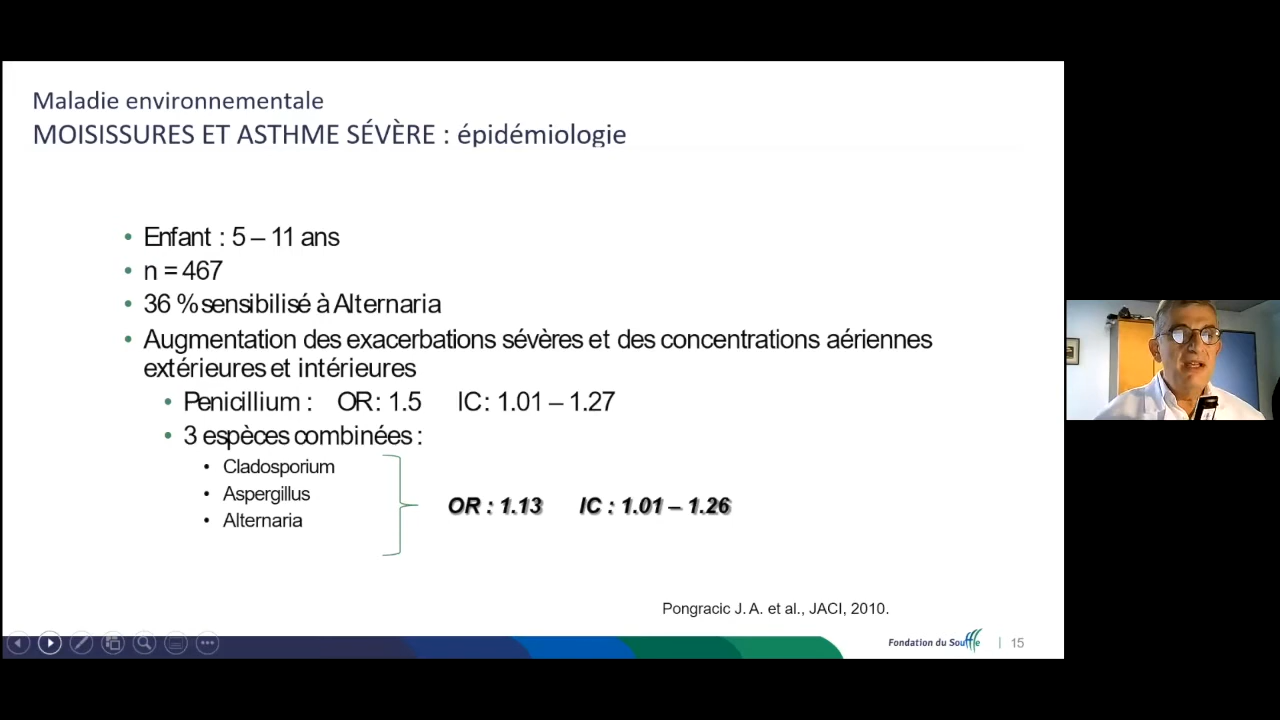 Maladie environnementale
MOISISSURES ET ASTHME SÉVÈRE : épidémiologie
• Enfant : 5 – 11 ans
• n = 467
• 36 % sensibilisé à Alternaria
• Augmentation des exacerbations sévères et des concentrations aériennes
extérieures et intérieures
• Penicillium : OR : 1.5 IC : 1.01 – 1.27
• 3 espèces combinées :
• Cladosporium
• Aspergillus
• Alternaria
OR : 1.13 IC : 1.01 – 1.26
Pongracic J. A. et al., JACI, 2010.
Fondation du Souffle | 15